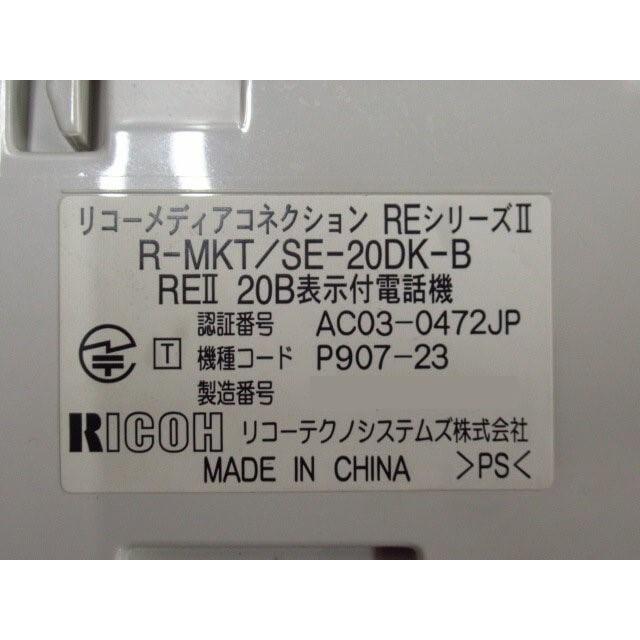 リコーメディアコネクション REシリーズⅡ
R-MKT/SE-20DK-B
REⅡ 20B表示付電話機
認証番号 AC03-0472JP
T 機種コード P907-23
製造番号
RICOH リコーテクノシステムズ株式会社
MADE IN CHINA >PS<